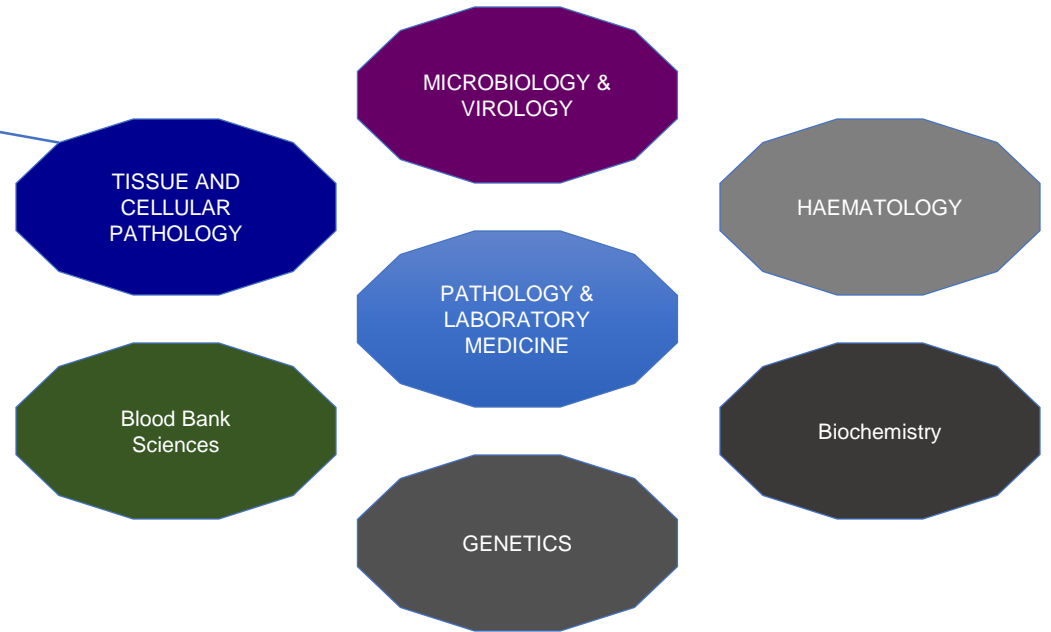 MICROBIOLOGY &
VIROLOGY
TISSUE AND
CELLULAR
PATHOLOGY
HAEMATOLOGY
PATHOLOGY &
LABORATORY
MEDICINE
Blood Bank
Sciences
Biochemistry
GENETICS